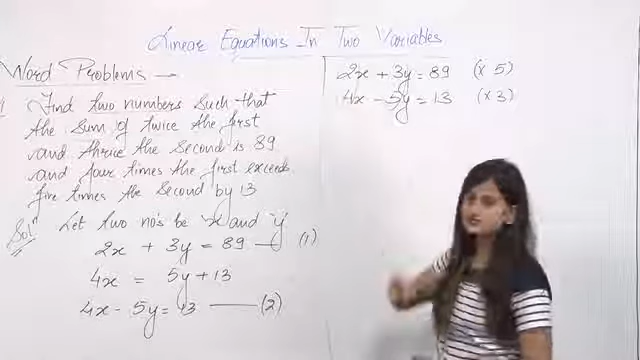 Linear Equations In Two Variables
Word Problems —
Find two numbers such that
the sum of twice the first
and thrice the second is 89
and four times the first exceeds
five times the second by 13
Solⁿ Let two no's be 'x' and 'y'
2x + 3y = 89 — (1)
4x = 5y + 13
4x - 5y = 13 —— (2)
2x + 3y = 89 (x 5)
4x - 5y = 13 (x 3)